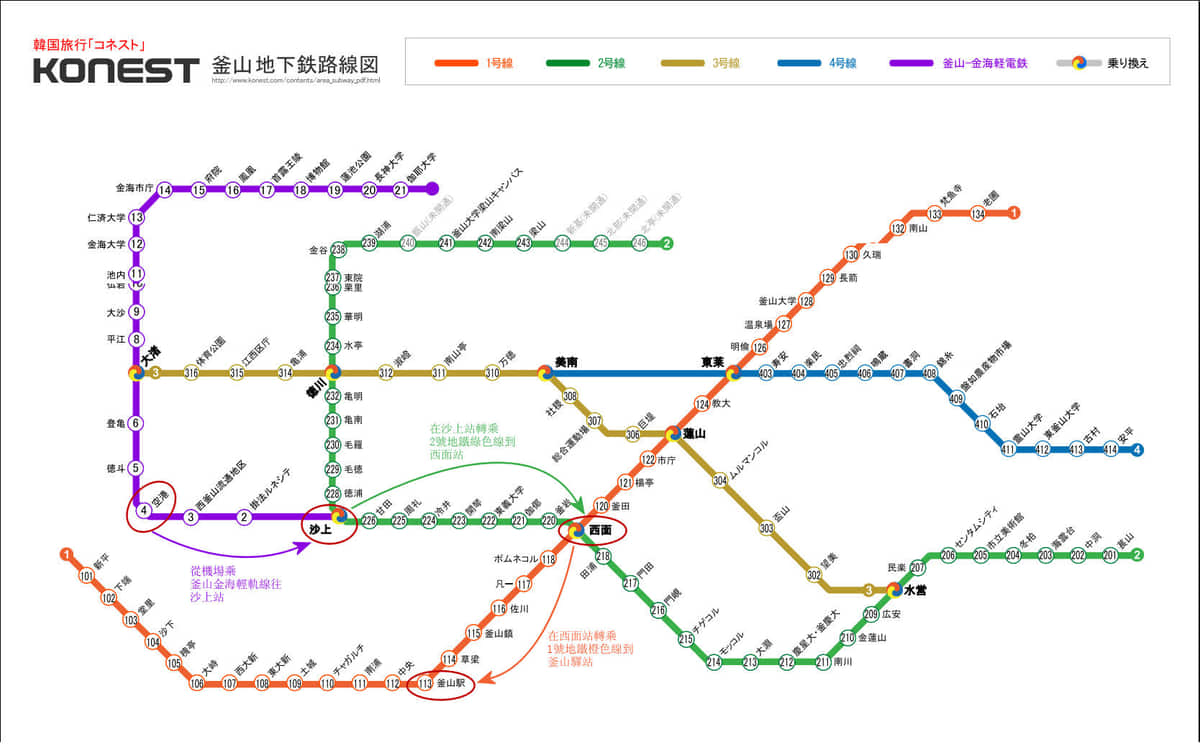 韓国旅行「コネスト」
KONEST 釜山地下鉄路線図
http://www.konest.com/contents/area_subway_pdf.html
1号線 2号線 3号線 4号線 釜山-金海軽電鉄 乗り換え
金海市庁 14
15 府院
16 鳳凰
17 首露王陵
18 博物館
19 蓮池公園
20 長神大学
21 伽耶大学
仁済大学 13
金海大学 12
池内 11
大沙 9
平江 8
大渚
登亀 6
徳斗 5
4 空港
3 西釜山流通地区
2 掛法ルネシテ
沙上
金谷 238
239 湖浦
240
241 釜山大学梁山キャンパス
242 南梁山
243 梁山
244
245
246
2
237 東院
236 栗里
235 華明
234 水亭
徳川
232 亀明
231 亀南
230 毛羅
229 毛徳
228 徳浦
3
316 体育公園
315 江西区庁
314 亀浦
312 淑嶝
311 南山亭
310 万徳
美南
308 社稷
307 総合運動場
306 巨堤
蓮山
304 ムルマンコル
303 盃山
302 望美
3
水営
1
134 老圃
133 梵魚寺
132 南山
130 久瑞
129 長箭
釜山大学 128
温泉場 127
明倫 126
東莱
124 教大
122 市庁
121 楊亭
120 釜田
西面
ボムネコル 118
凡一 117
116 佐川
115 釜山鎮
114 草梁
113 釜山駅
112 中央
111 南浦
110 チャガルチ
109 土城
108 東大新
107 西大新
106 大峙
105 槐亭
104 沙下
103 堂里
102 下端
101 新平
1
403 寿安
404 楽民
405 忠烈祠
406 鳴蔵
407 書洞
408 錦糸
409 盤如農産物市場
410 石坮
411 霊山大学
412 東釜山大学
413 古村
414 安平
4
226 甘田
225 周礼
224 冷井
223 開琴
222 東義大学
221 伽倻
220 釜岩
218 田浦
217 門田
216 門峴
215 チゲコル
214 モッコル
213 大淵
212 慶星大・釜慶大
211 南川
210 金蓮山
209 広安
民楽 207
206 センタムシティ
205 市立美術館
204 冬柏
203 海雲台
202 中洞
201 萇山
2
在沙上站轉乘
2號地鐵綠色線到
西面站
從機場乘
釜山金海輕軌線往
沙上站
在西面站轉乘
1號地鐵橙色線到
釜山驛站